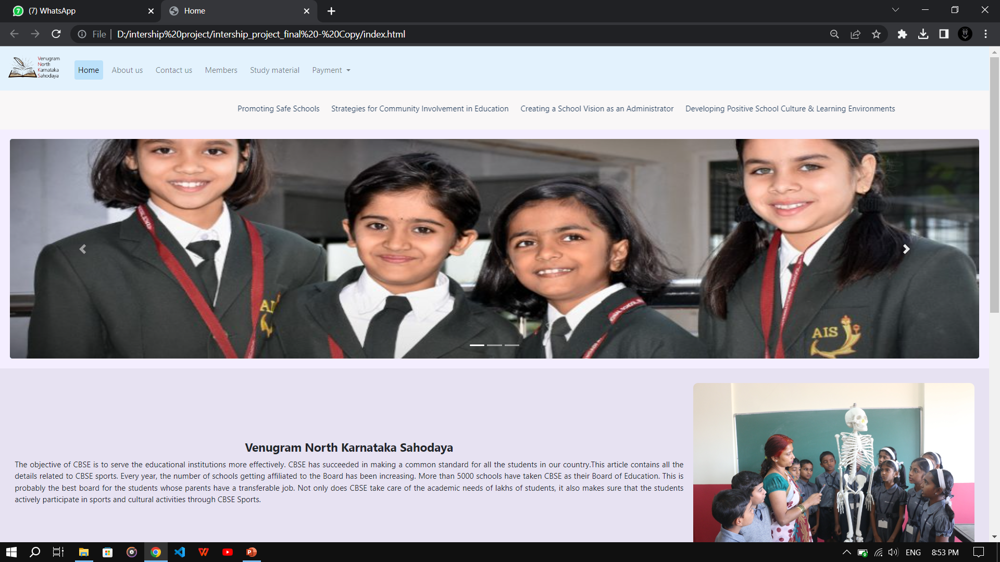 (7) WhatsApp
Home
File
D:/intership%20project/intership_project_final%20-%20Copy/index.html
Venugram
North
Karnataka
Sahodaya
Home About us Contact us Members Study material Payment
Promoting Safe Schools Strategies for Community Involvement in Education Creating a School Vision as an Administrator Developing Positive School Culture & Learning Environments
AIS
AIS
Venugram North Karnataka Sahodaya
The objective of CBSE is to serve the educational institutions more effectively. CBSE has succeeded in making a common standard for all the students in our country.This article contains all the
details related to CBSE sports. Every year, the number of schools getting affiliated to the Board has been increasing. More than 5000 schools have taken CBSE as their Board of Education. This is
probably the best board for the students whose parents have a transferable job. Not only does CBSE take care of the academic needs of lakhs of students, it also makes sure that the students
actively participate in sports and cultural activities through CBSE Sports.
ENG 8:53 PM